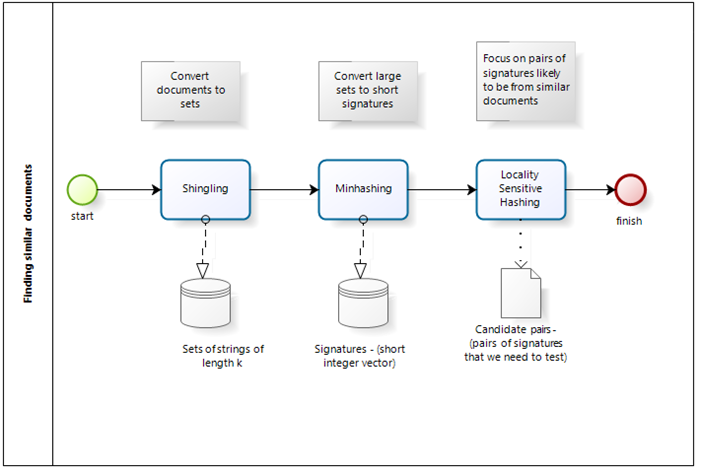 Finding similar documents
Convert
documents to
sets
Convert large
sets to short
signatures
Focus on pairs of
signatures likely
to be from similar
documents
start
Shingling
Minhashing
Locality
Sensitive
Hashing
finish
Sets of strings of
length k
Signatures - (short
integer vector)
Candidate pairs-
(pairs of signatures
that we need to test)